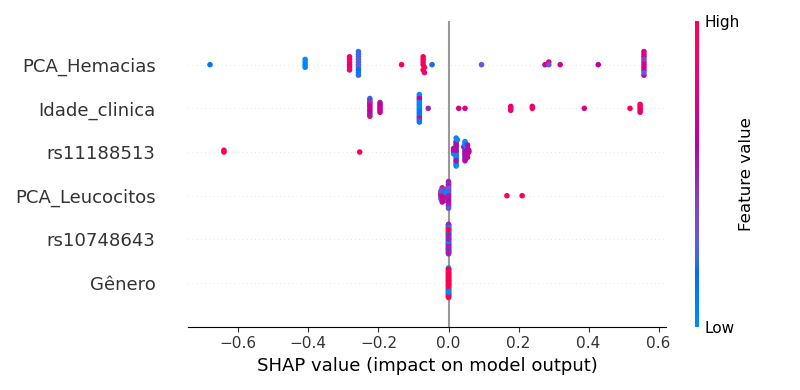 High
PCA_Hemacias
Idade_clinica
rs11188513
PCA_Leucocitos
rs10748643
Gênero
Feature value
Low
−0.6 −0.4 −0.2 0.0 0.2 0.4 0.6
SHAP value (impact on model output)